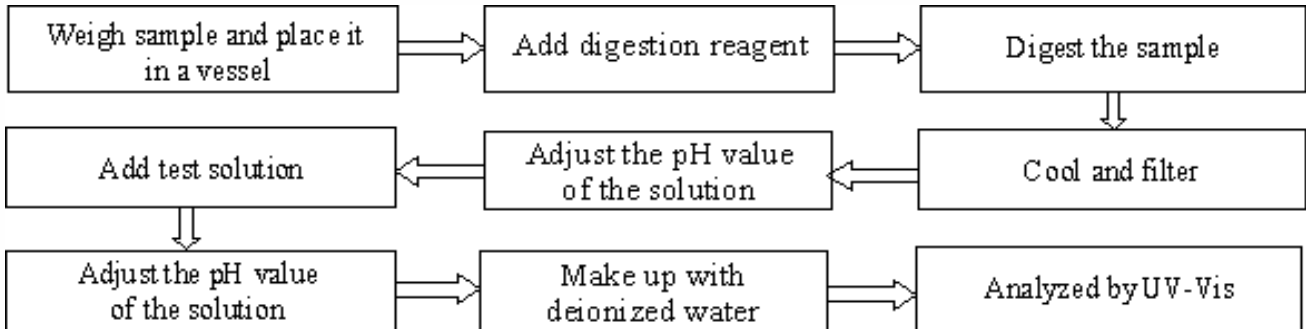 Weigh sample and place it
in a vessel
Add digestion reagent
Digest the sample
Cool and filter
Adjust the pH value
of the solution
Add test solution
Adjust the pH value
of the solution
Make up with
deionized water
Analyzed by UV-Vis